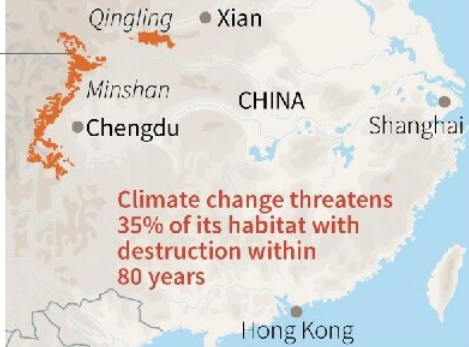 Qingling
Xian
Minshan
CHINA
Chengdu
Shanghai
Climate change threatens
35% of its habitat with
destruction within
80 years
Hong Kong